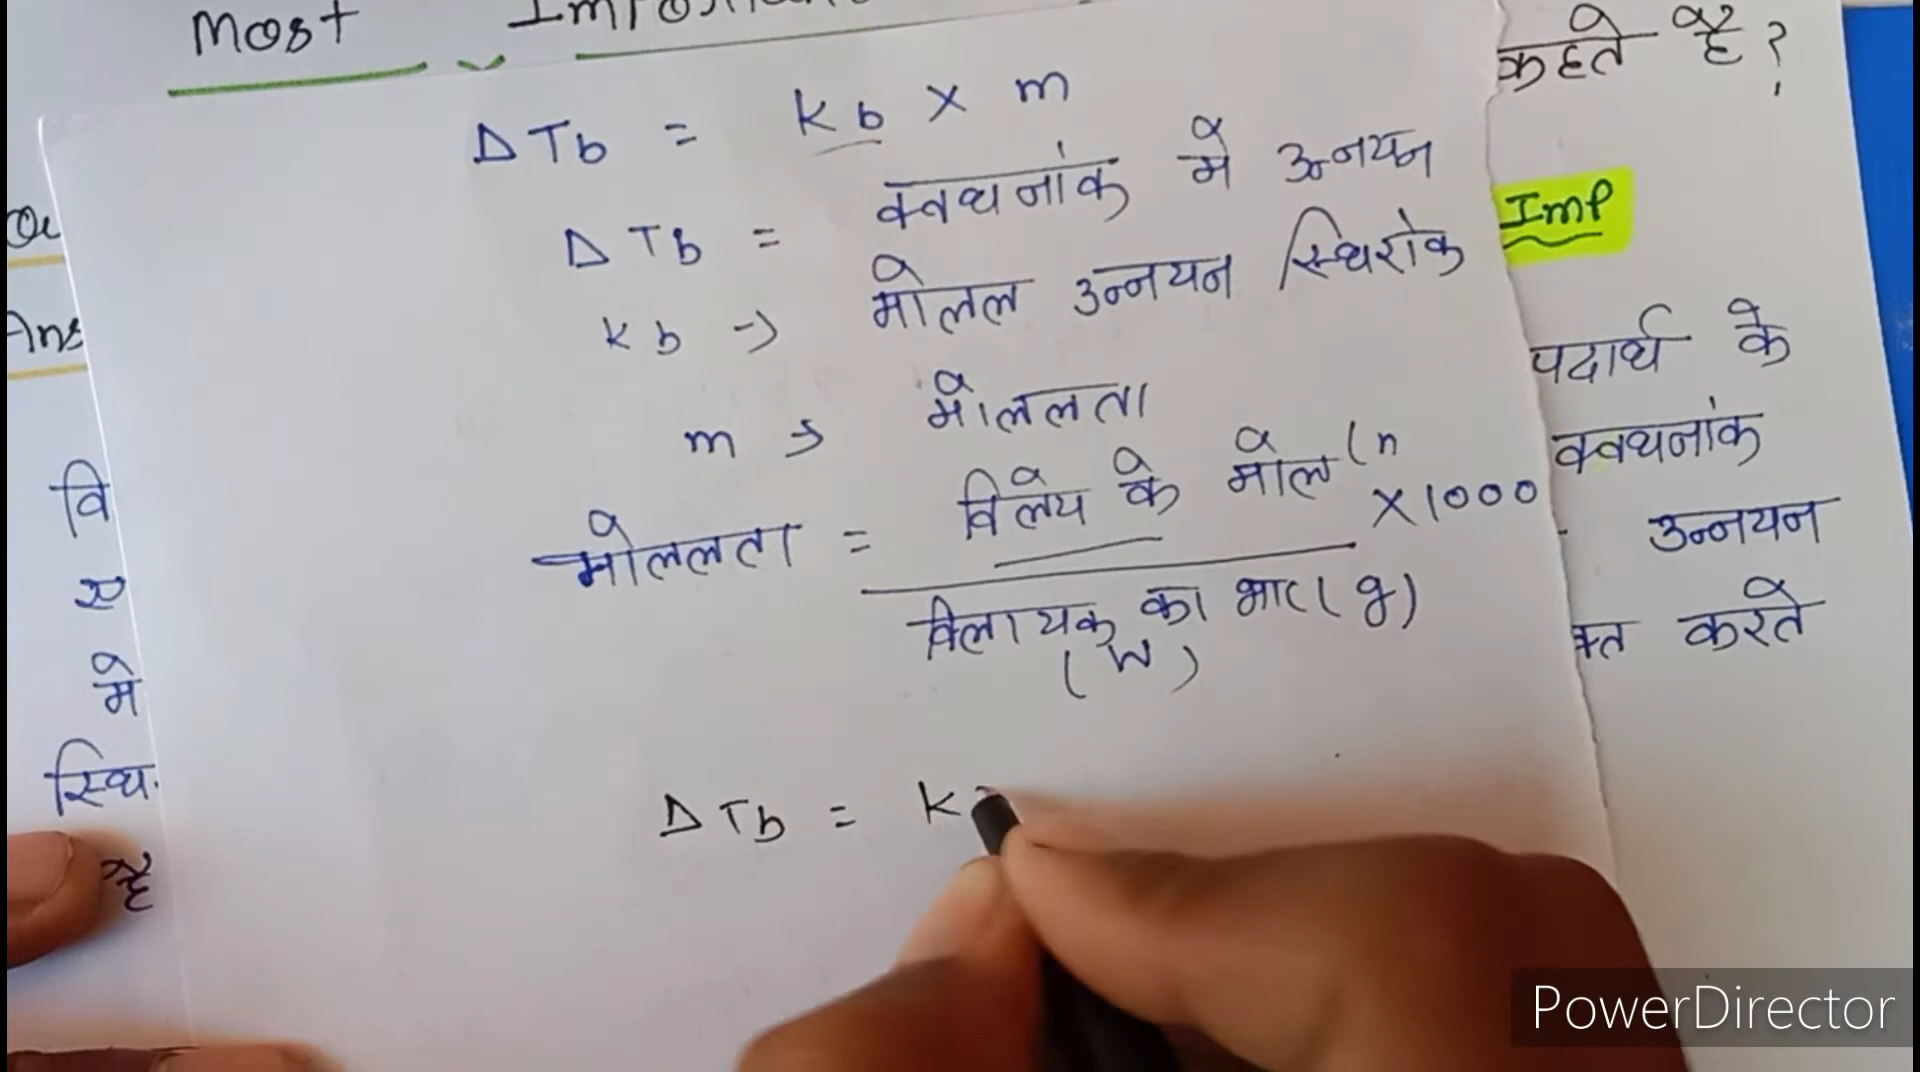 Most
कहते है?
ΔTb = Kb × m
ΔTb = क्वथनांक मे उन्नयन
Imp
Kb → मोलल उन्नयन स्थिरांक
Ans
पदार्थ के
m → मोललता
क्वथनांक
वि
मोललता = विलेय के मोल (n × 1000
विलायक का भार (g)
(W)
उन्नयन
क्त करते
मे
स्थि.
ΔTb = K
है
PowerDirector